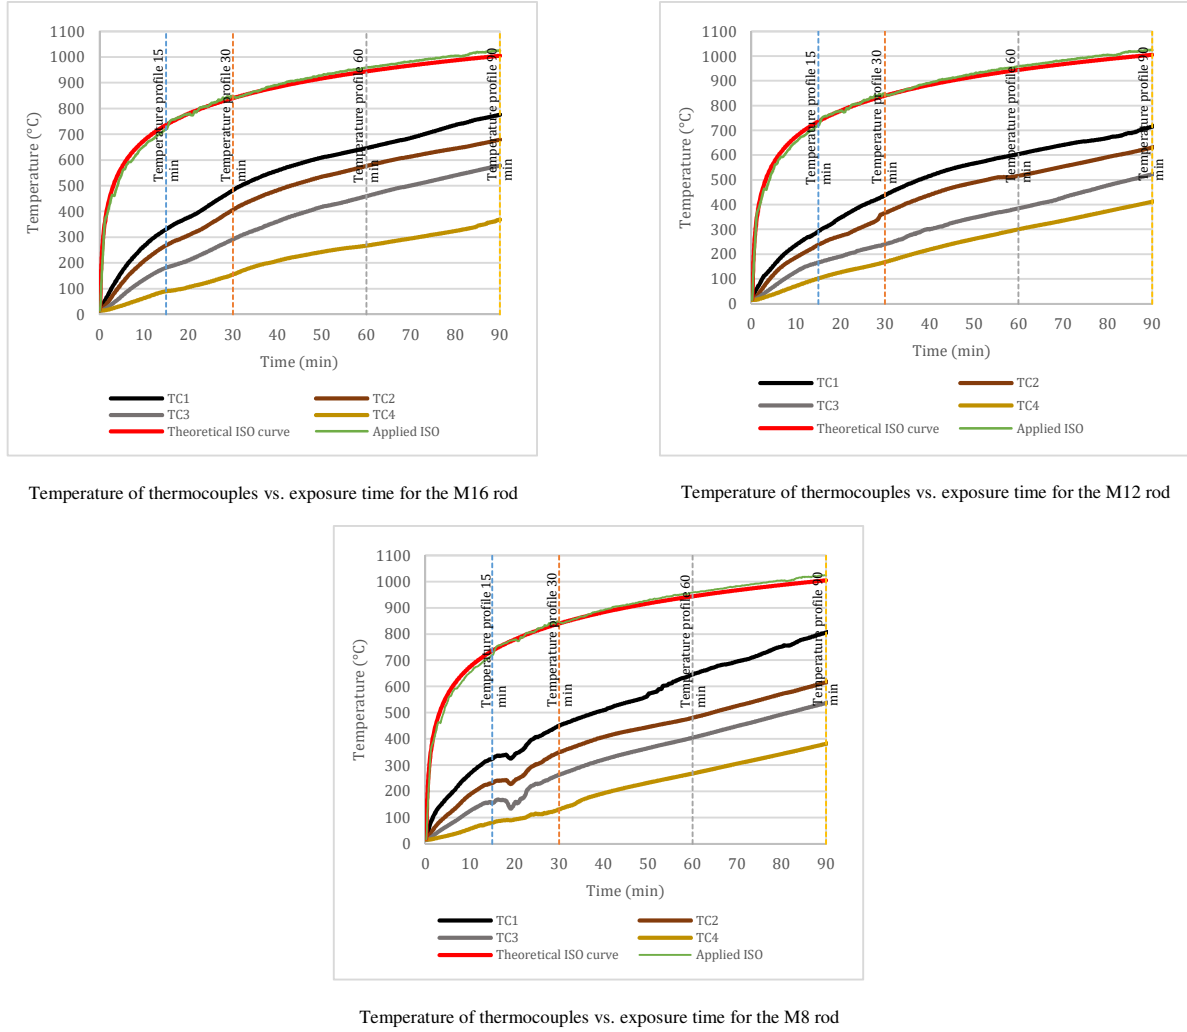 1100
1000
900
800
700
600
500
400
300
200
100
0
Temperature (°C)
Temperature profile 15
min
Temperature profile 30
min
Temperature profile 60
min
Temperature profile 90
min
0 10 20 30 40 50 60 70 80 90
Time (min)
TC1 TC2
TC3 TC4
Theoretical ISO curve Applied ISO
Temperature of thermocouples vs. exposure time for the M16 rod
1100
1000
900
800
700
600
500
400
300
200
100
0
Temperature (°C)
Temperature profile 15
min
Temperature profile 30
min
Temperature profile 60
min
Temperature profile 90
min
0 10 20 30 40 50 60 70 80 90
Time (min)
TC1 TC2
TC3 TC4
Theoretical ISO curve Applied ISO
Temperature of thermocouples vs. exposure time for the M12 rod
1100
1000
900
800
700
600
500
400
300
200
100
0
Temperature (°C)
Temperature profile 15
min
Temperature profile 30
min
Temperature profile 60
min
Temperature profile 90
min
0 10 20 30 40 50 60 70 80 90
Time (min)
TC1 TC2
TC3 TC4
Theoretical ISO curve Applied ISO
Temperature of thermocouples vs. exposure time for the M8 rod